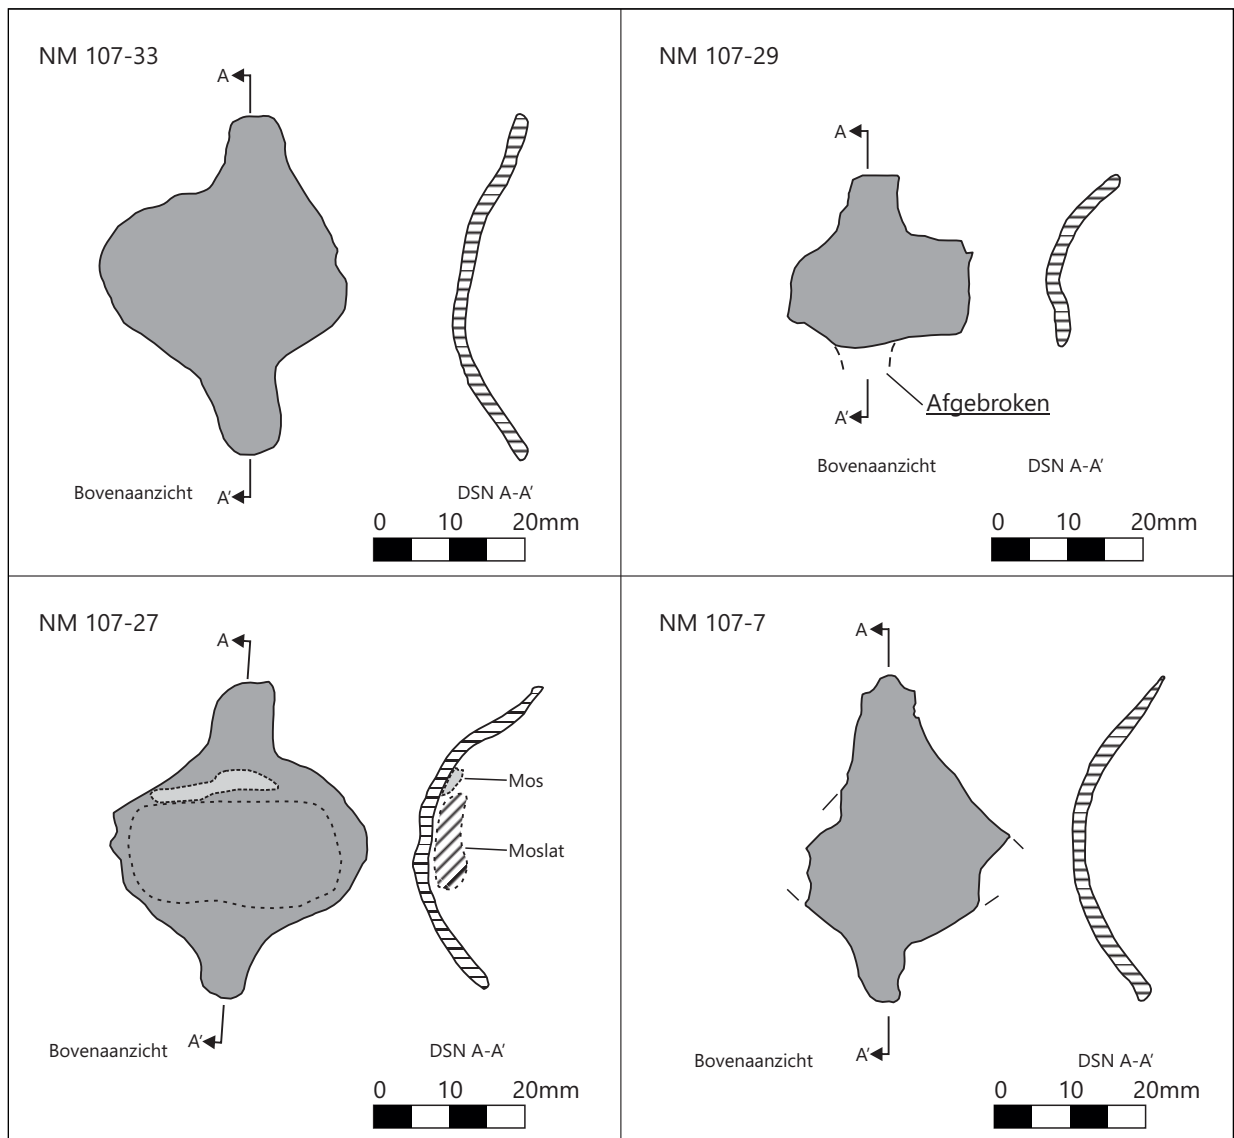 NM 107-33
A
Bovenaanzicht
A'
DSN A-A'
0 10 20mm
NM 107-29
A
Afgebroken
A'
Bovenaanzicht
DSN A-A'
0 10 20mm
NM 107-27
A
Mos
Moslat
A'
Bovenaanzicht
DSN A-A'
0 10 20mm
NM 107-7
A
A'
Bovenaanzicht
DSN A-A'
0 10 20mm